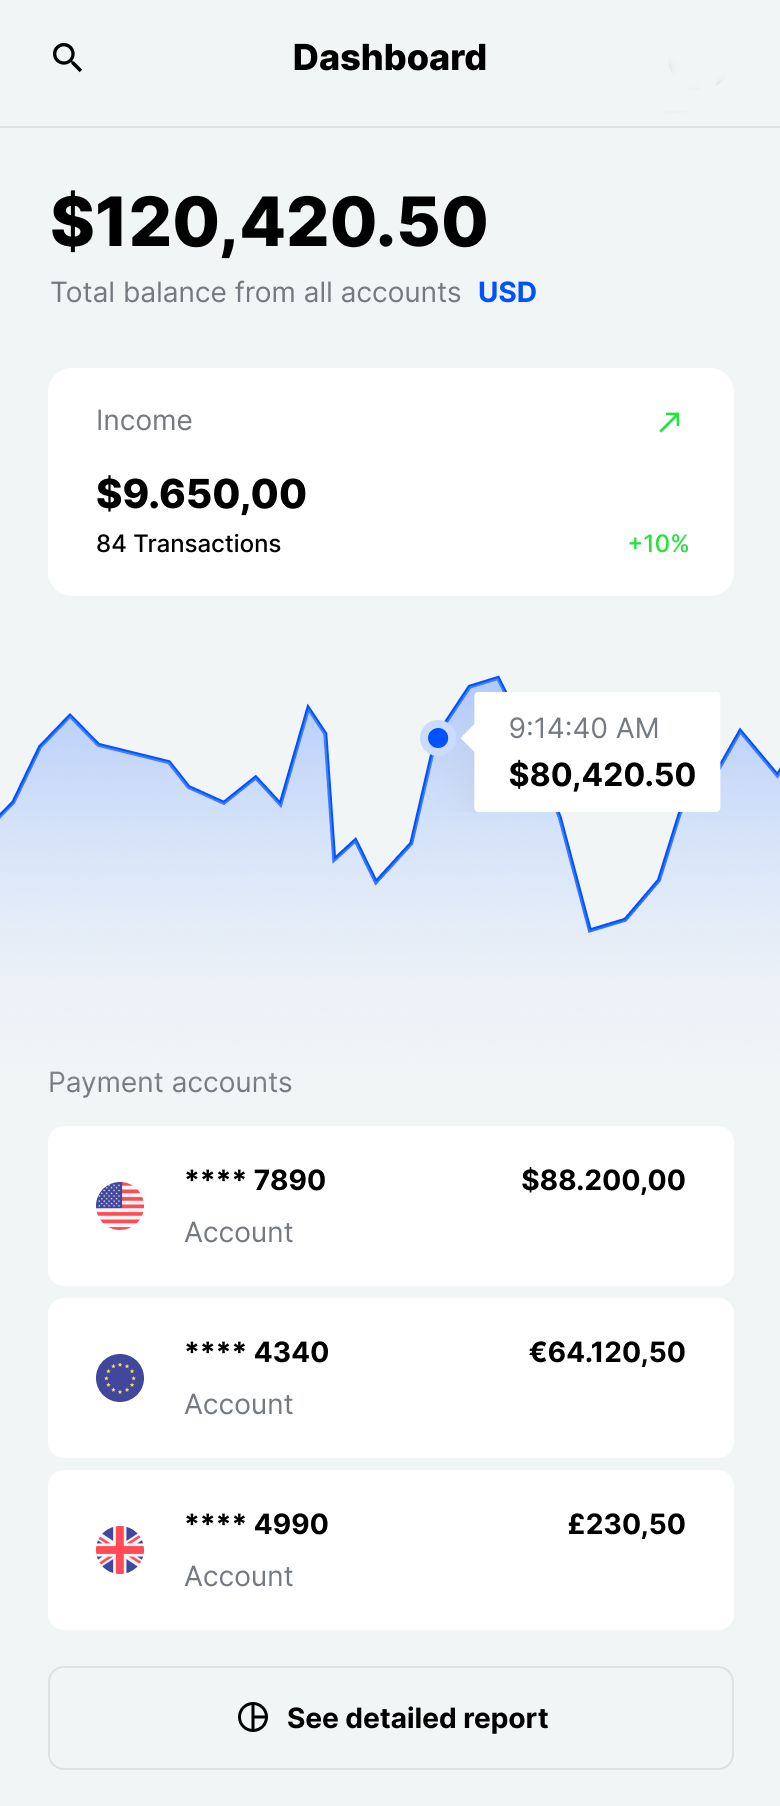 Dashboard
$120,420.50
Total balance from all accounts USD
Income
$9.650,00
84 Transactions
+10%
9:14:40 AM
$80,420.50
Payment accounts
**** 7890
$88.200,00
Account
**** 4340
€64.120,50
Account
**** 4990
£230,50
Account
See detailed report